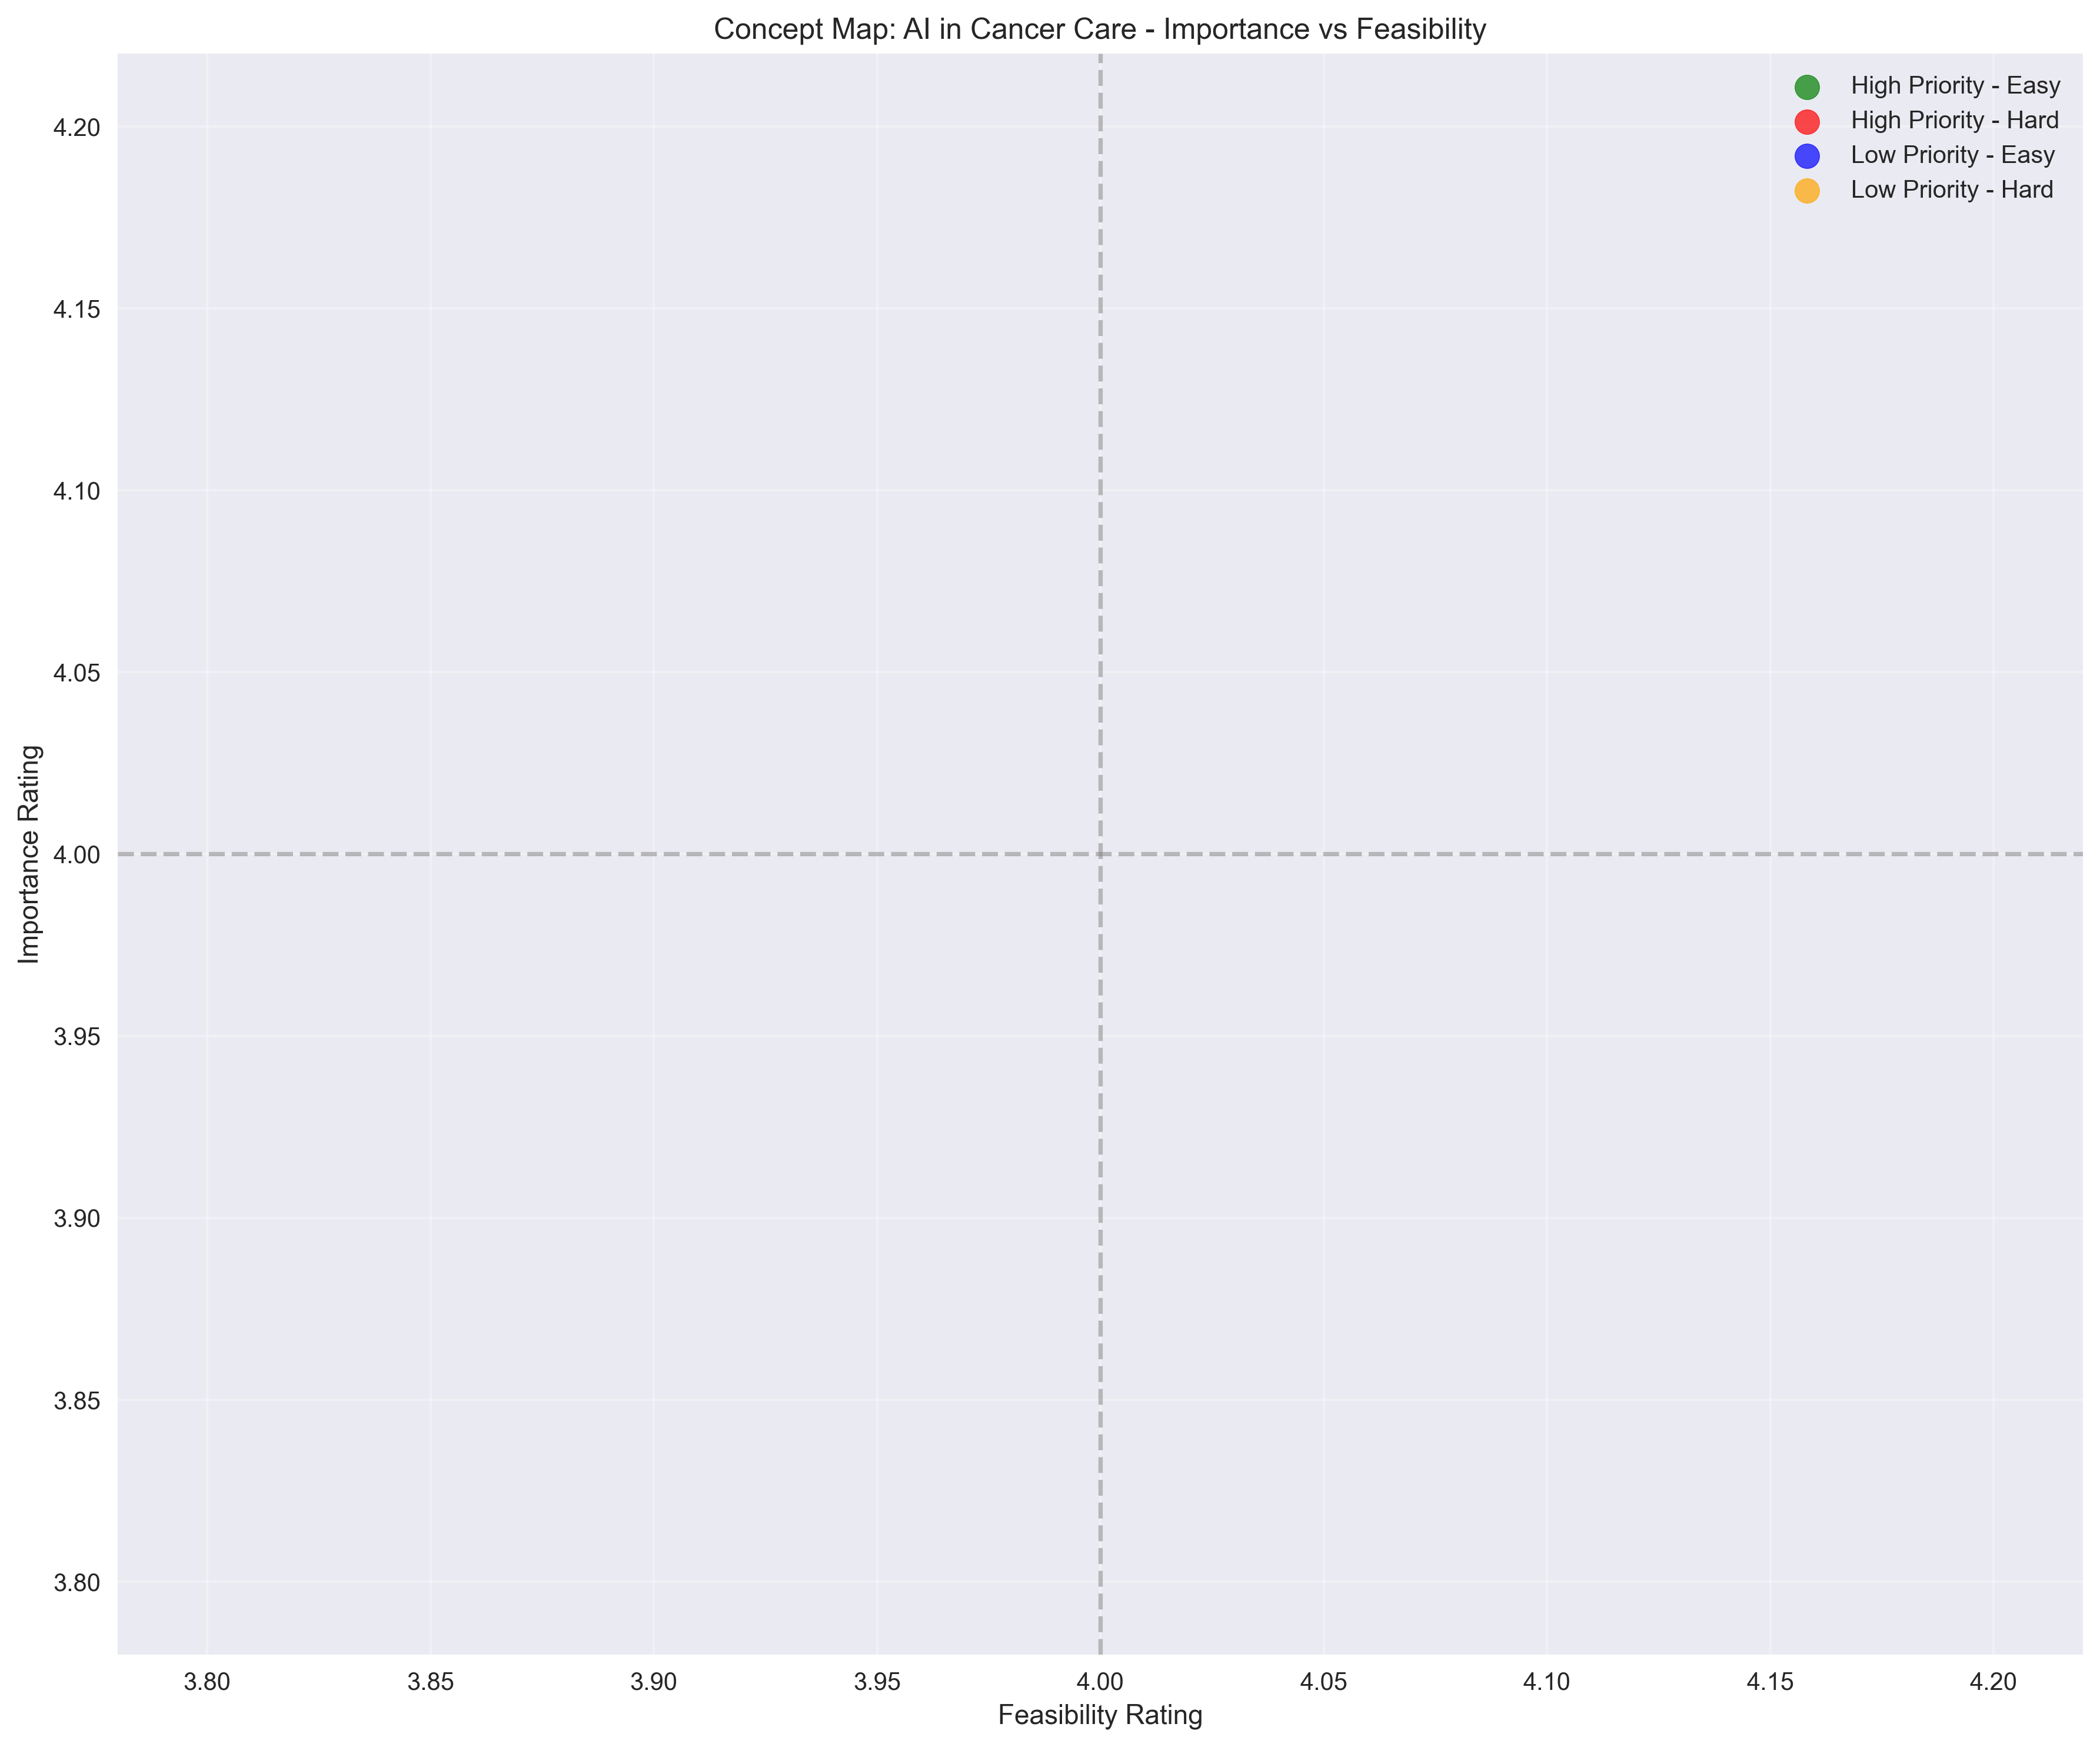 Concept Map: AI in Cancer Care - Importance vs Feasibility
High Priority - Easy
High Priority - Hard
Low Priority - Easy
Low Priority - Hard
Importance Rating
4.20
4.15
4.10
4.05
4.00
3.95
3.90
3.85
3.80
3.80 3.85 3.90 3.95 4.00 4.05 4.10 4.15 4.20
Feasibility Rating